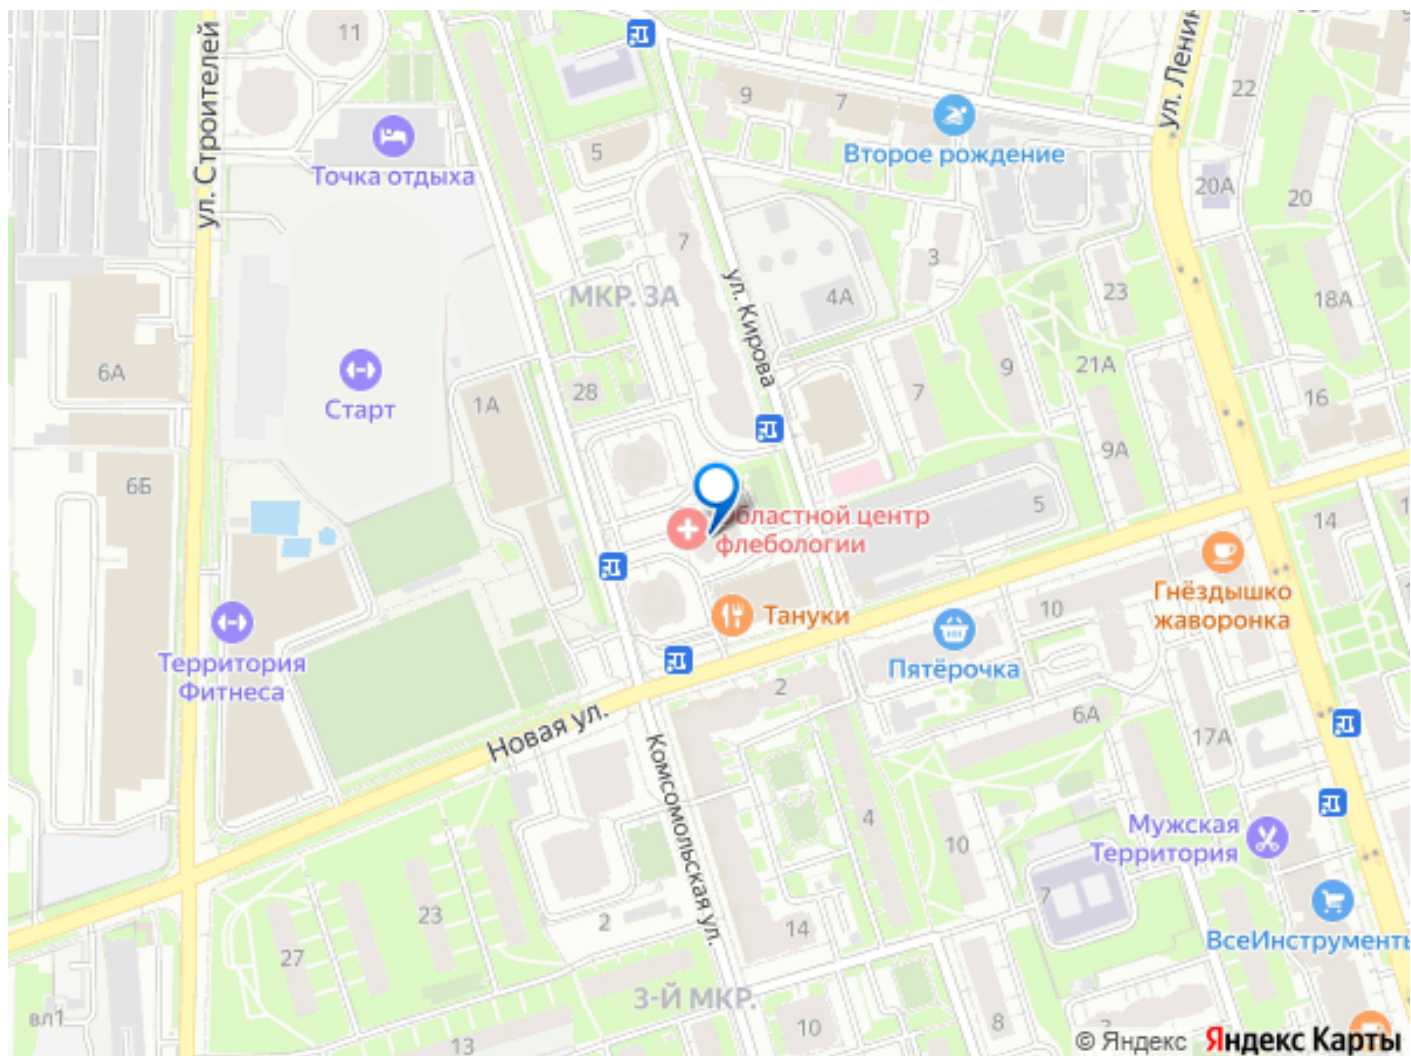 11
ул. Строителей
Точка отдыха
5
9
7
Второе рождение
ул. Ленин
22
20А
20
7
МКР. 3А
ул. Кирова
3
4А
23
18А
6А
Старт
1А
28
7
9
21А
16
9А
6Б
5
Областной центр
флебологии
14
1
Гнёздышко
жаворонка
Тануки
10
Пятёрочка
Территория
Фитнеса
2
6А
17А
Новая ул.
Комсомольская ул.
4
10
Мужская
Территория
7
23
2
14
27
ВсеИнструменты
3-Й МКР.
вл1
13
10
8
© Яндекс Яндекс Карты